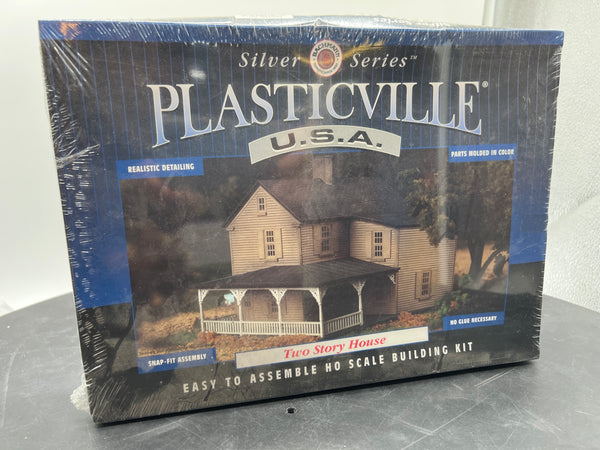 Silver Series™
BACHMANN
PLASTICVILLE®
U.S.A.
REALISTIC DETAILING
PARTS MOLDED IN COLOR
SNAP-FIT ASSEMBLY
NO GLUE NECESSARY
Two Story House
EASY TO ASSEMBLE HO SCALE BUILDING KIT